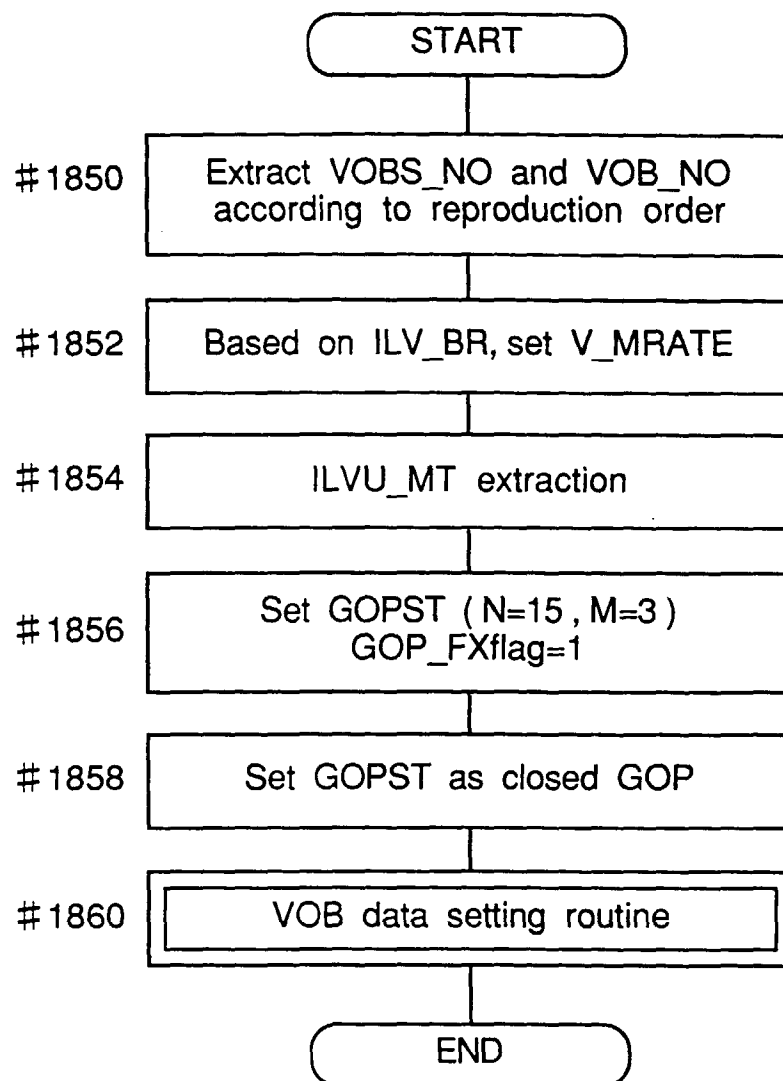 START
#1850
Extract VOBS_NO and VOB_NO
according to reproduction order
#1852
Based on ILV_BR, set V_MRATE
#1854
ILVU_MT extraction
#1856
Set GOPST ( N=15 , M=3 )
GOP_FXflag=1
#1858
Set GOPST as closed GOP
#1860
VOB data setting routine
END